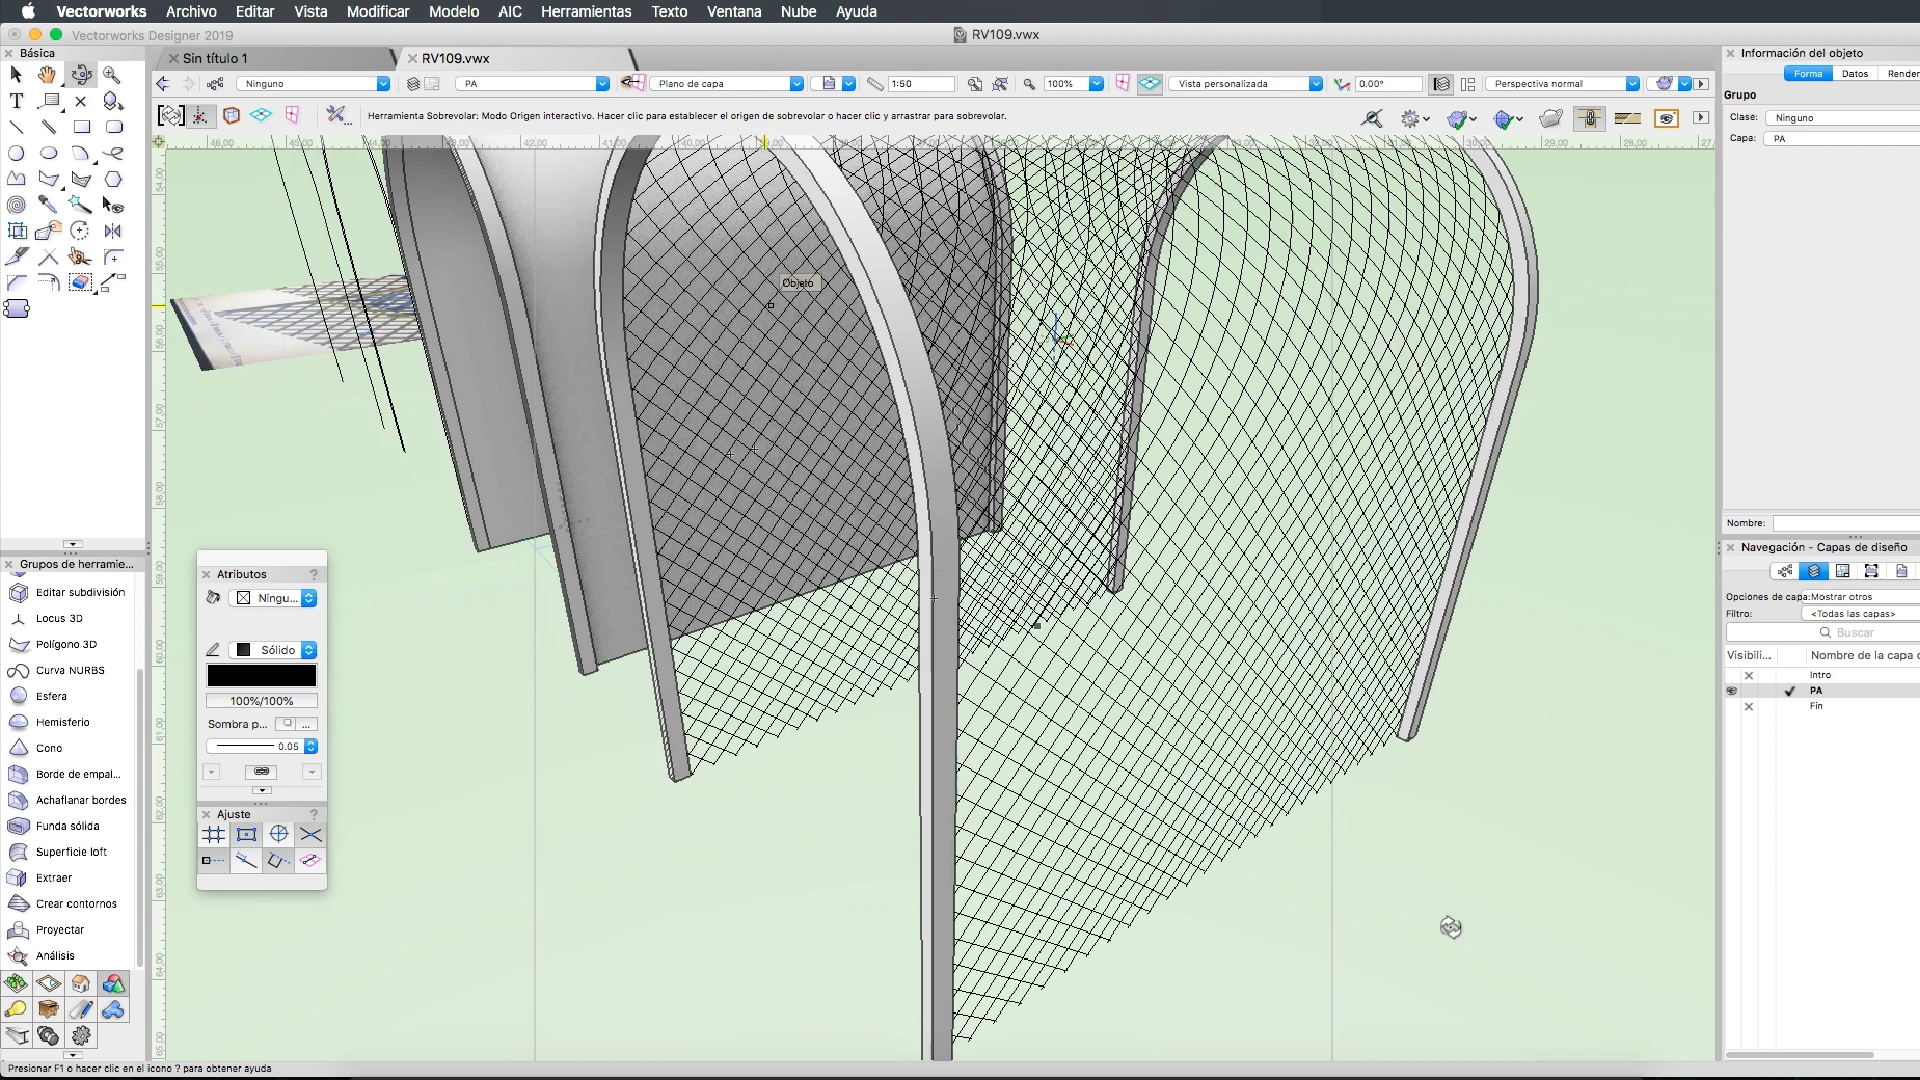 Vectorworks Archivo Editar Vista Modificar Modelo AIC Herramientas Texto Ventana Nube Ayuda
Vectorworks Designer 2019
RV109.vwx
Básica
Sin título 1
RV109.vwx
Ninguno
PA
Plano de capa
1:50
100%
Vista personalizada
0.00°
Perspectiva normal
Herramienta Sobrevolar: Modo Origen interactivo. Hacer clic para establecer el origen de sobrevolar o hacer clic y arrastrar para sobrevolar.
Objeto
Grupos de herramie...
Editar subdivisión
Locus 3D
Polígono 3D
Curva NURBS
Esfera
Hemisferio
Cono
Borde de empal...
Achaflanar bordes
Funda sólida
Superficie loft
Extraer
Crear contornos
Proyectar
Análisis
Atributos
?
Ningu...
Sólido
100%/100%
Sombra p...
...
0.05
Ajuste
?
Información del objeto
Forma
Datos
Render
Grupo
Clase:
Ninguno
Capa:
PA
Nombre:
Navegación - Capas de diseño
Opciones de capa:
Mostrar otros
Filtro:
<Todas las capas>
Buscar
Visibili...
Nombre de la capa
Intro
PA
Fin
Presionar F1 o hacer clic en el icono ? para obtener ayuda